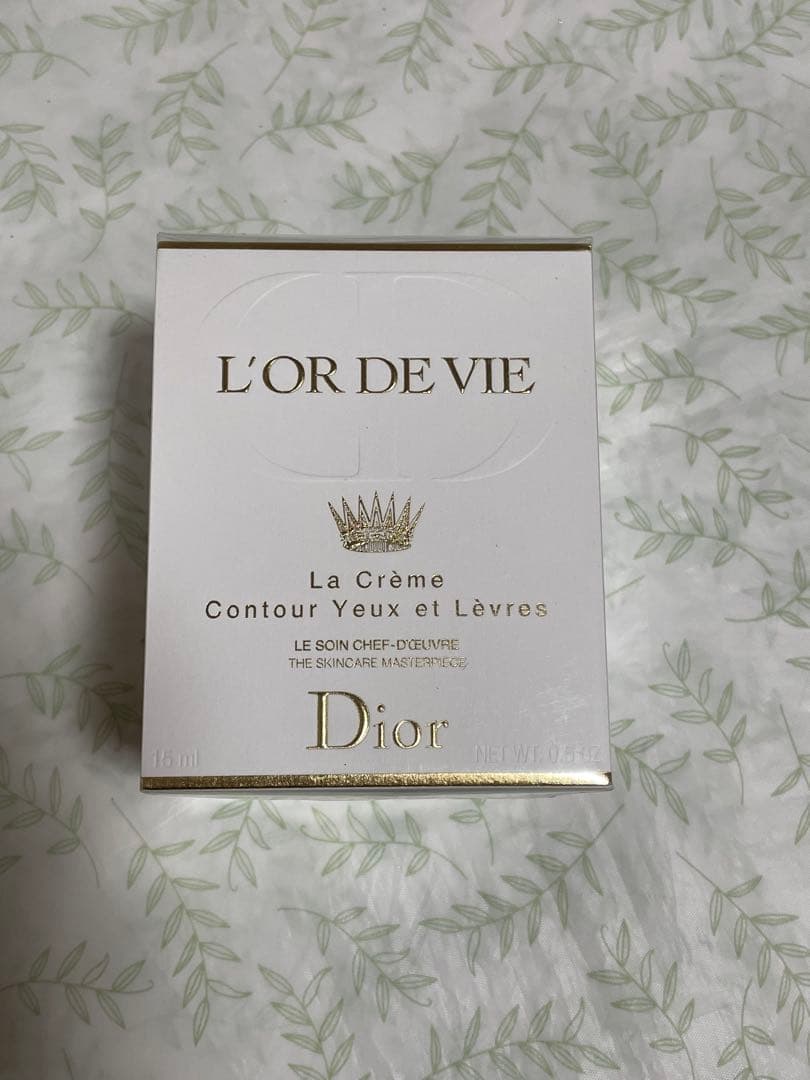 L'OR DE VIE
La Crème
Contour Yeux et Lèvres
LE SOIN CHEF-D'ŒUVRE
THE SKINCARE MASTERPIECE
Dior
15 ml
NET WT. 0.5 OZ